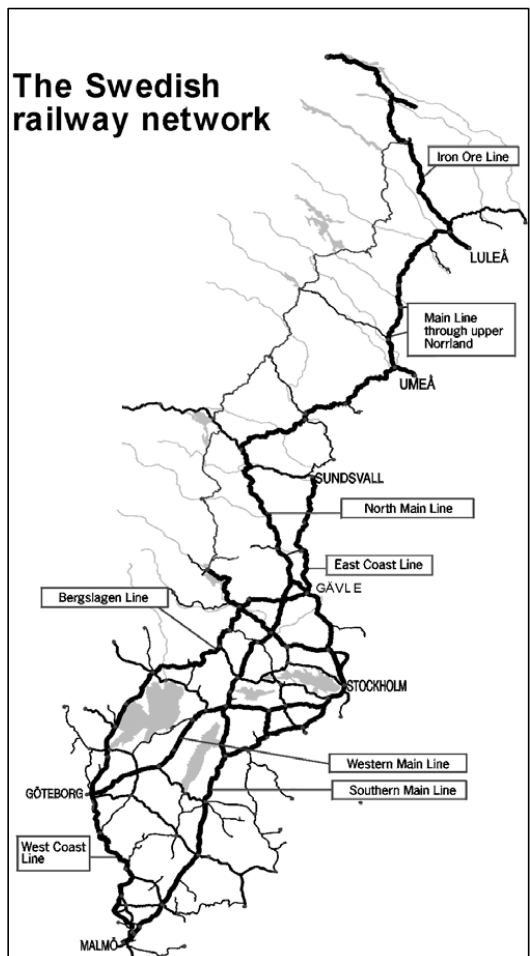 The Swedish
railway network
Iron Ore Line
LULEÅ
Main Line
through upper
Norrland
UMEÅ
SUNDSVALL
North Main Line
East Coast Line
GÄVLE
Bergslagen Line
STOCKHOLM
Western Main Line
Southern Main Line
GÖTEBORG
West Coast
Line
MALMÖ